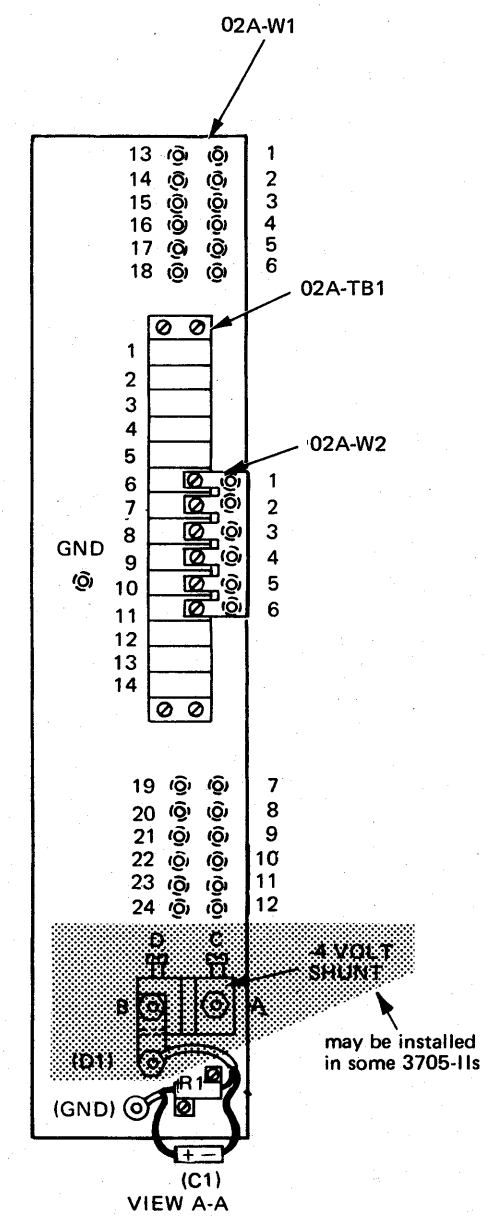 02A-W1
13 1
14 2
15 3
16 4
17 5
18 6
02A-TB1
1
2
3
4
5
02A-W2
6 1
7 2
8 3
GND
9 4
10 5
11 6
12
13
14
19 7
20 8
21 9
22 10
23 11
24 12
D C
-4 VOLT
SHUNT
B A
may be installed
in some 3705-IIs
(D1)
R1
(GND)
+ −
(C1)
VIEW A-A